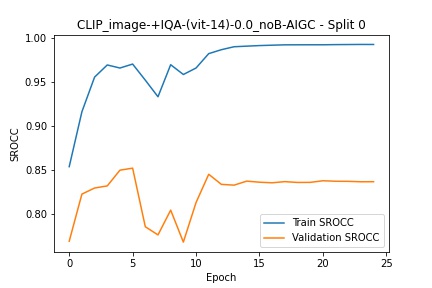 CLIP_image-+IQA-(vit-14)-0.0_noB-AIGC - Split 0
1.00
0.95
0.90
0.85
0.80
SROCC
0
5
10
15
20
25
Epoch
Train SROCC
Validation SROCC